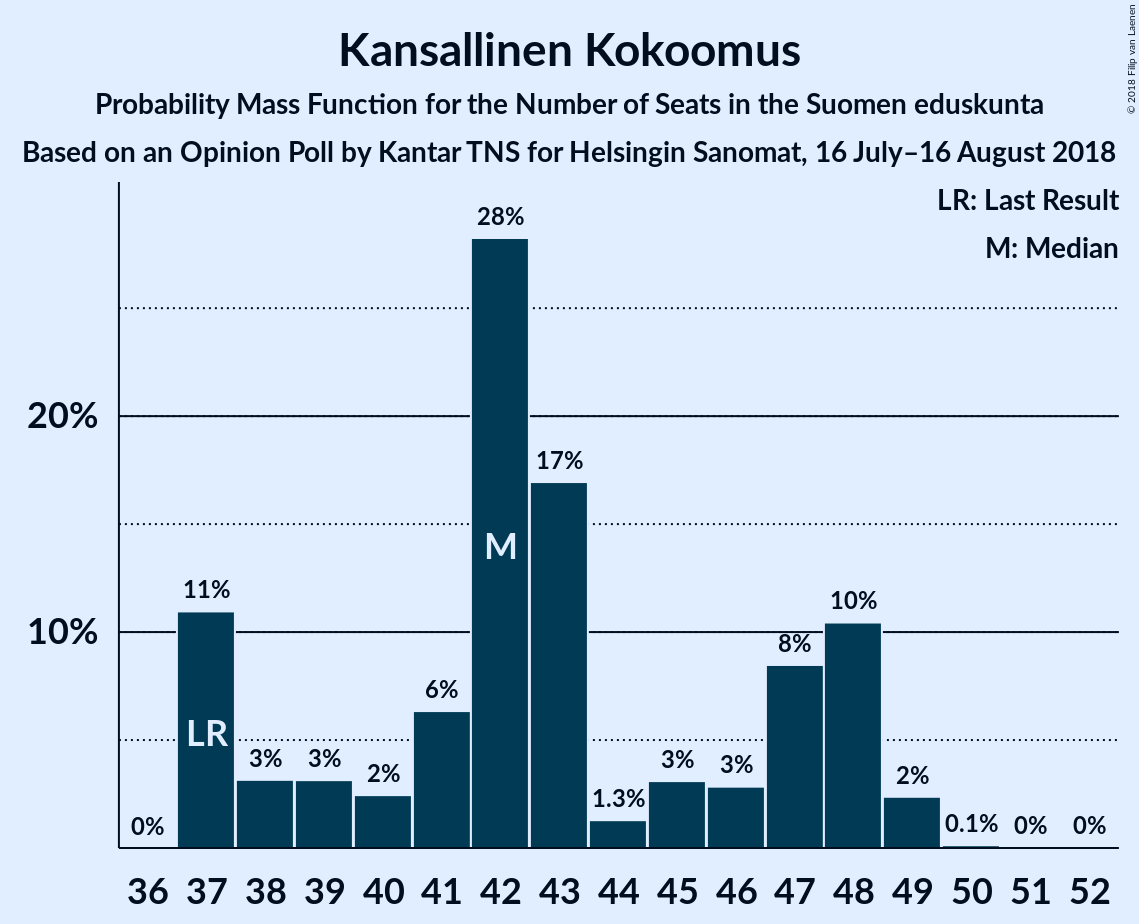 Kansallinen Kokoomus
Probability Mass Function for the Number of Seats in the Suomen eduskunta
Based on an Opinion Poll by Kantar TNS for Helsingin Sanomat, 16 July–16 August 2018
© 2018 Filip van Laenen
LR: Last Result
M: Median
20%
10%
0%
11%
3%
3%
2%
6%
28%
17%
1.3%
3%
3%
8%
10%
2%
0.1%
0%
0%
LR
M
36 37 38 39 40 41 42 43 44 45 46 47 48 49 50 51 52